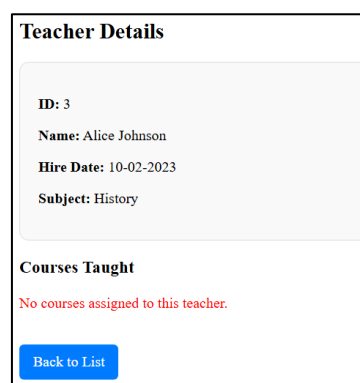 Teacher Details
ID: 3
Name: Alice Johnson
Hire Date: 10-02-2023
Subject: History
Courses Taught
No courses assigned to this teacher.
Back to List